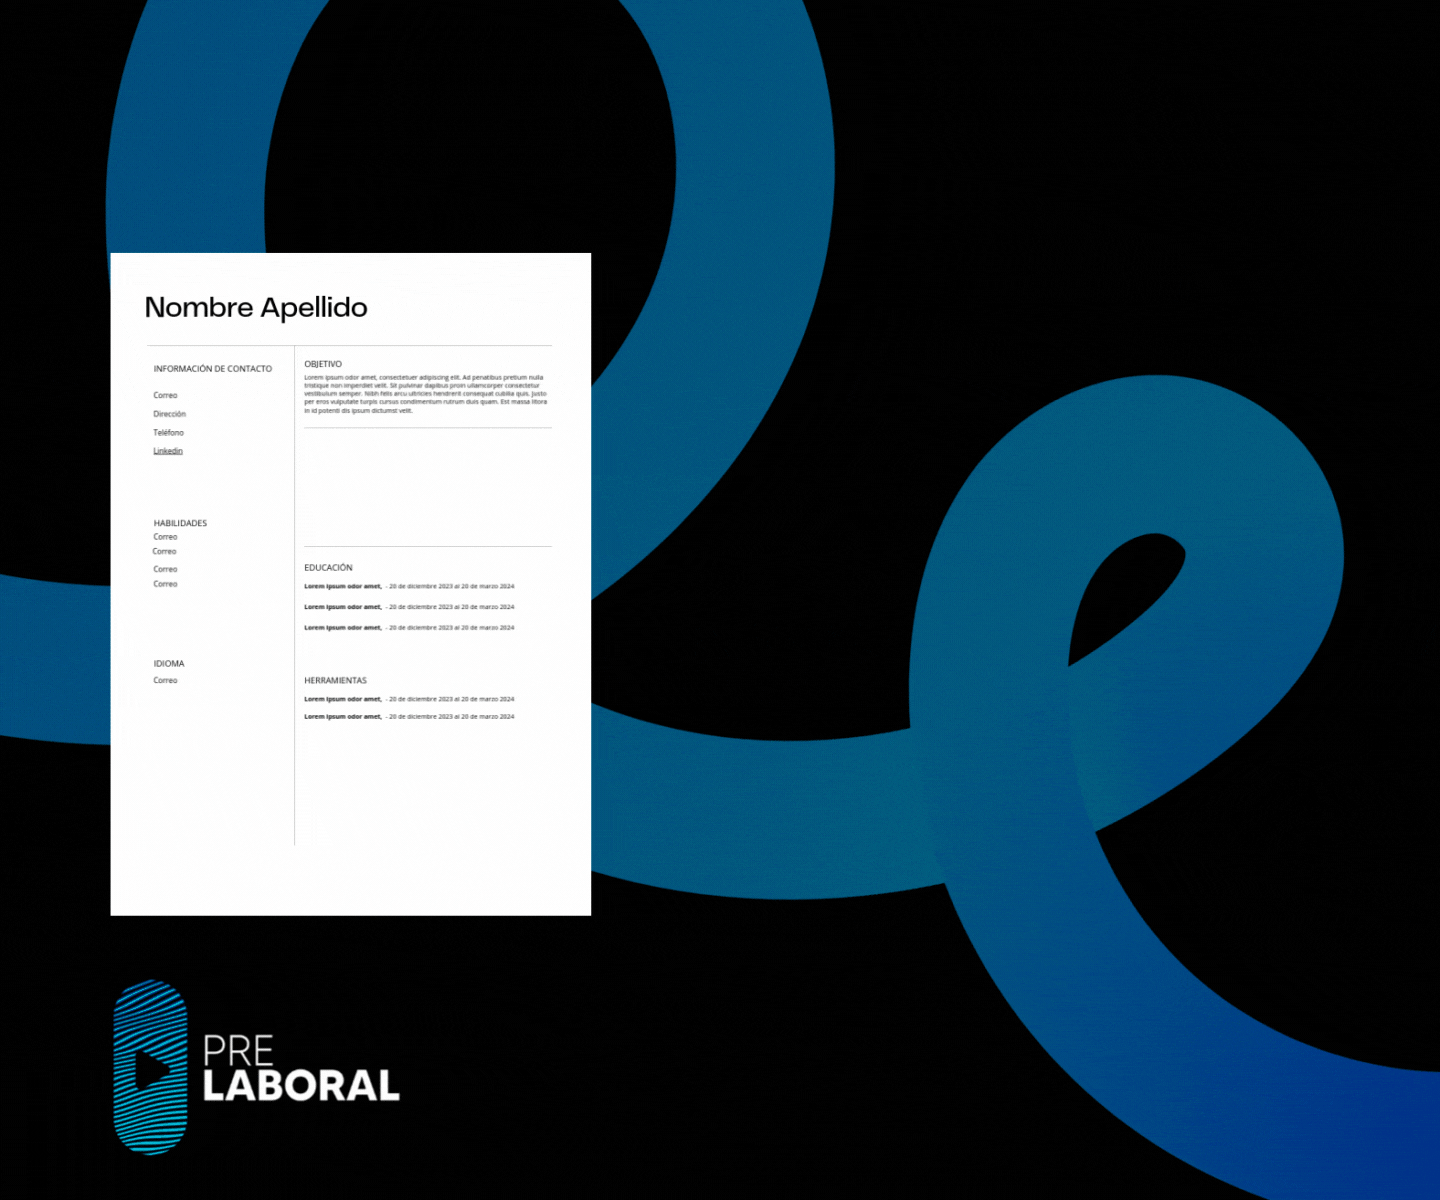 Nombre Apellido
INFORMACIÓN DE CONTACTO
Correo
Dirección
Teléfono
Linkedin
HABILIDADES
Correo
Correo
Correo
Correo
IDIOMA
Correo
OBJETIVO
Lorem ipsum odor amet, consectetuer adipiscing elit. Ad penatibus pretium nulla
tristique non imperdiet velit. Sit pulvinar dapibus proin ullamcorper consectetur
vestibulum semper. Nibh felis arcu ultricies hendrerit consequat cubilia quis. Justo
per eros vulputate turpis cursus condimentum rutrum duis quam. Est massa litora
in id potenti dis ipsum dictumst velit.
EDUCACIÓN
Lorem ipsum odor amet, - 20 de diciembre 2023 al 20 de marzo 2024
Lorem ipsum odor amet, - 20 de diciembre 2023 al 20 de marzo 2024
Lorem ipsum odor amet, - 20 de diciembre 2023 al 20 de marzo 2024
HERRAMIENTAS
Lorem ipsum odor amet, - 20 de diciembre 2023 al 20 de marzo 2024
Lorem ipsum odor amet, - 20 de diciembre 2023 al 20 de marzo 2024
PRE
LABORAL